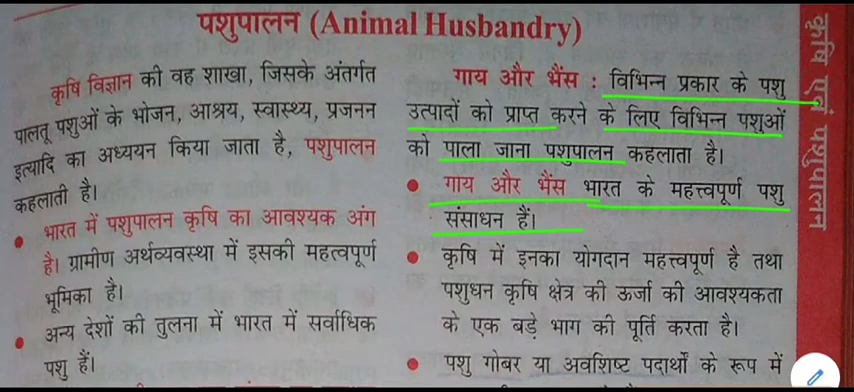 पशुपालन (Animal Husbandry)
कृषि विज्ञान की वह शाखा, जिसके अंतर्गत
पालतू पशुओं के भोजन, आश्रय, स्वास्थ्य, प्रजनन
इत्यादि का अध्ययन किया जाता है, पशुपालन
कहलाती है।
• भारत में पशुपालन कृषि का आवश्यक अंग
है। ग्रामीण अर्थव्यवस्था में इसकी महत्वपूर्ण
भूमिका है।
• अन्य देशों की तुलना में भारत में सर्वाधिक
पशु हैं।
गाय और भैंस : विभिन्न प्रकार के पशु
उत्पादों को प्राप्त करने के लिए विभिन्न पशुओं
को पाला जाना पशुपालन कहलाता है।
• गाय और भैंस भारत के महत्त्वपूर्ण पशु
संसाधन हैं।
• कृषि में इनका योगदान महत्त्वपूर्ण है तथा
पशुधन कृषि क्षेत्र की ऊर्जा की आवश्यकता
के एक बड़े भाग की पूर्ति करता है।
• पशु गोबर या अवशिष्ट पदार्थों के रूप में
कृषि एवं पशुपालन